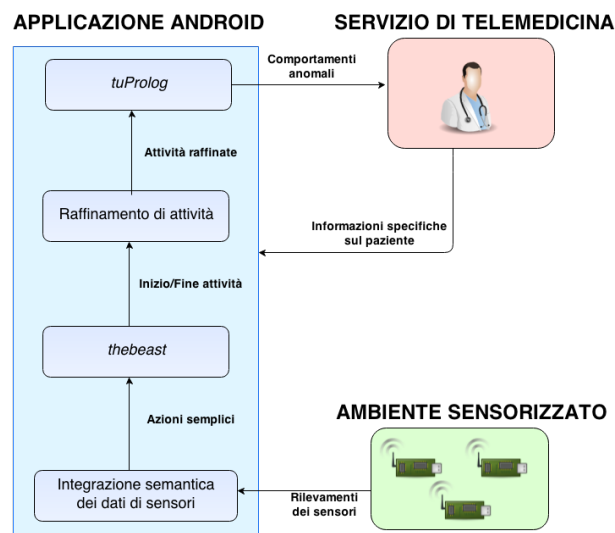 APPLICAZIONE ANDROID
SERVIZIO DI TELEMEDICINA
tuProlog
Comportamenti
anomali
Attività raffinate
Raffinamento di attività
Informazioni specifiche
sul paziente
Inizio/Fine attività
thebeast
Azioni semplici
AMBIENTE SENSORIZZATO
Integrazione semantica
dei dati di sensori
Rilevamenti
dei sensori